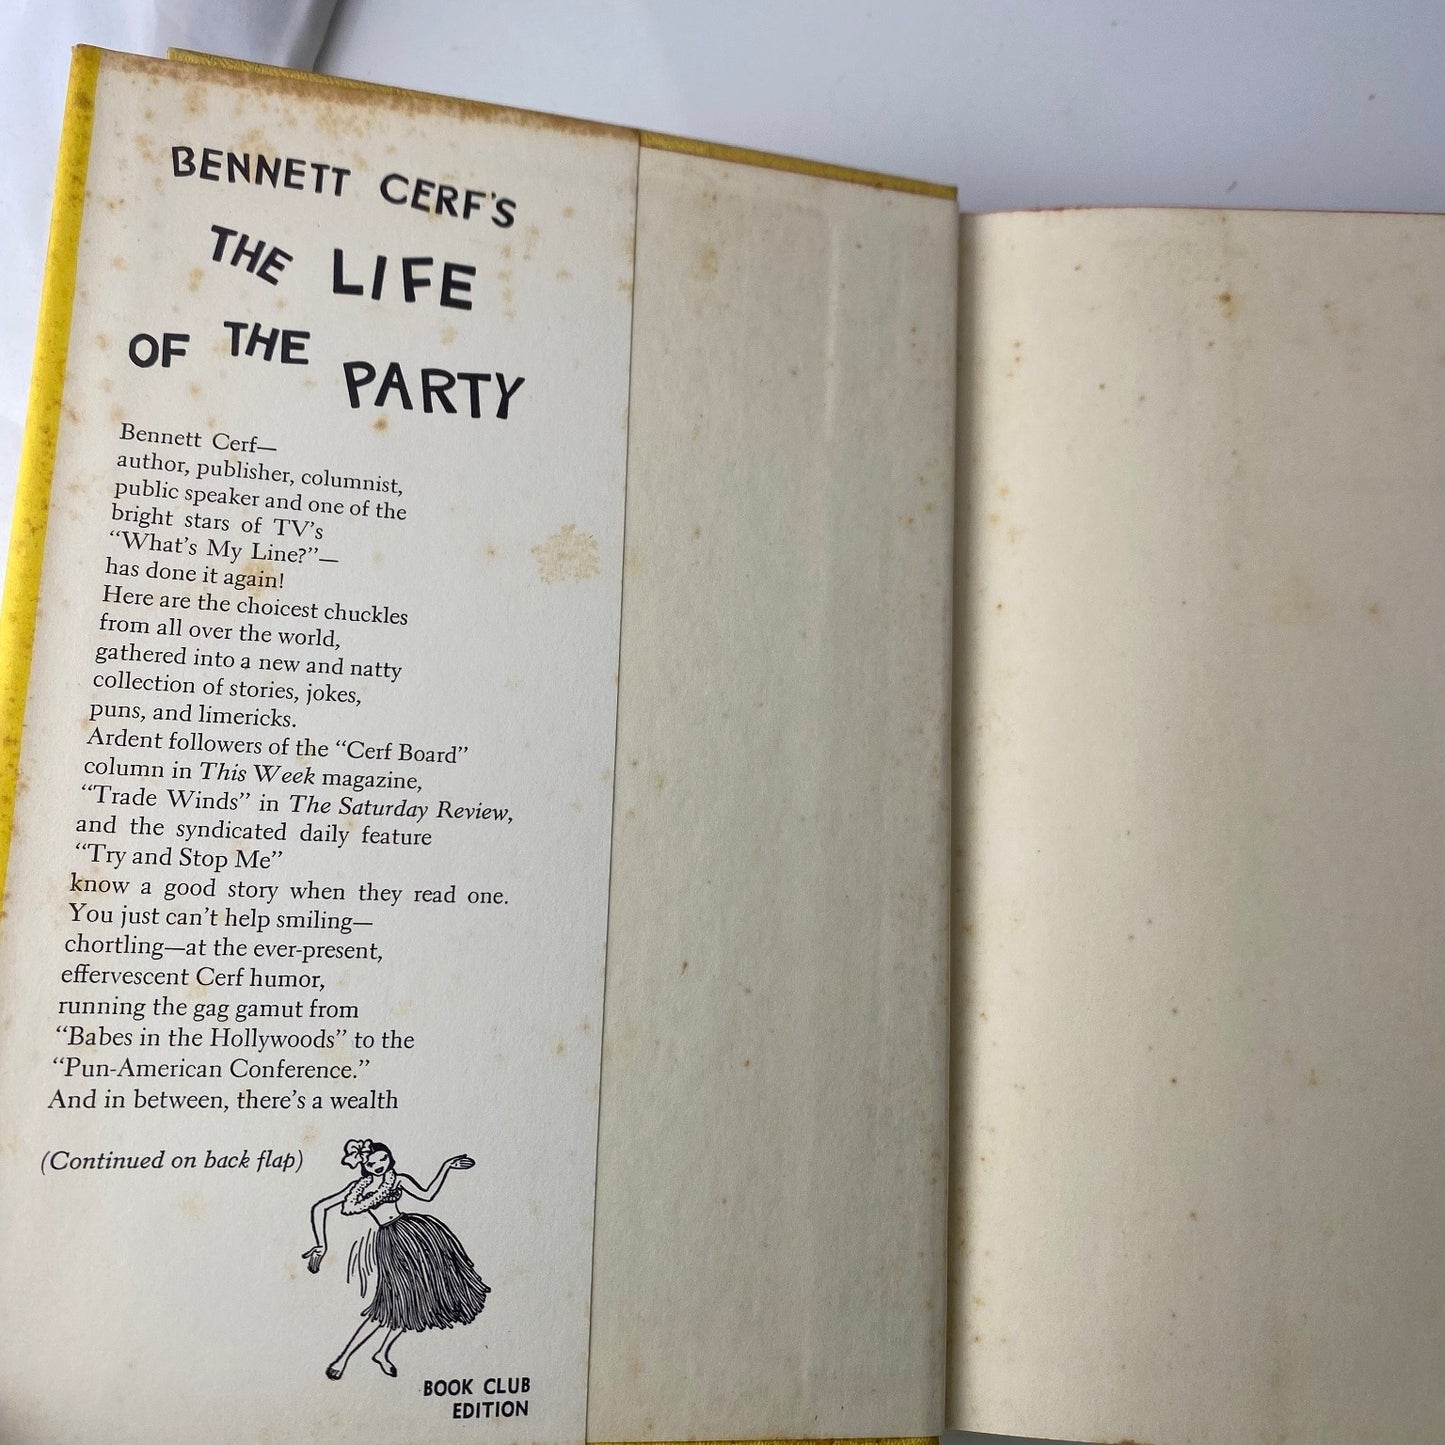 BENNETT CERF'S
THE LIFE
OF THE PARTY
Bennett Cerf—
author, publisher, columnist,
public speaker and one of the
bright stars of TV's
“What's My Line?”—
has done it again!
Here are the choicest chuckles
from all over the world,
gathered into a new and natty
collection of stories, jokes,
puns, and limericks.
Ardent followers of the “Cerf Board”
column in This Week magazine,
“Trade Winds” in The Saturday Review,
and the syndicated daily feature
“Try and Stop Me”
know a good story when they read one.
You just can't help smiling—
chortling—at the ever-present,
effervescent Cerf humor,
running the gag gamut from
“Babes in the Hollywoods” to the
“Pun-American Conference.”
And in between, there's a wealth
(Continued on back flap)
BOOK CLUB
EDITION